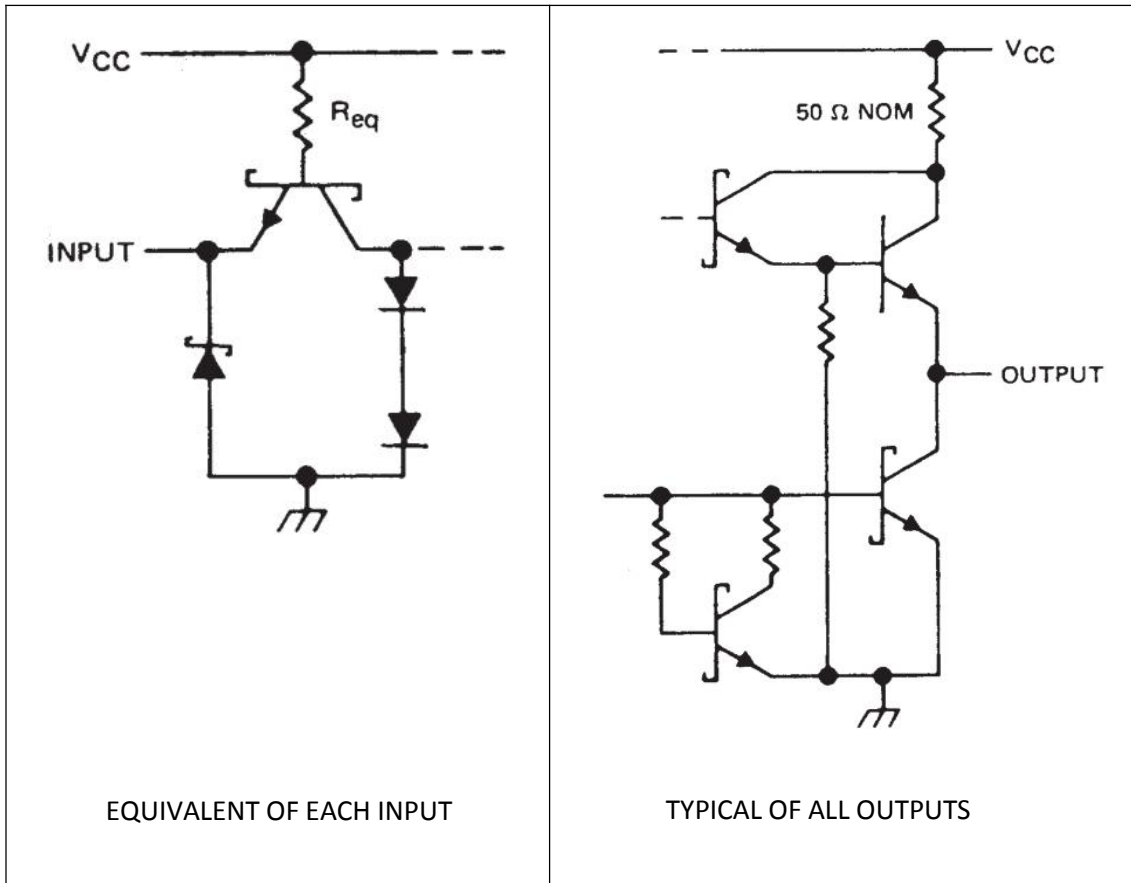 VCC
Req
INPUT
EQUIVALENT OF EACH INPUT
VCC
50 Ω NOM
OUTPUT
TYPICAL OF ALL OUTPUTS